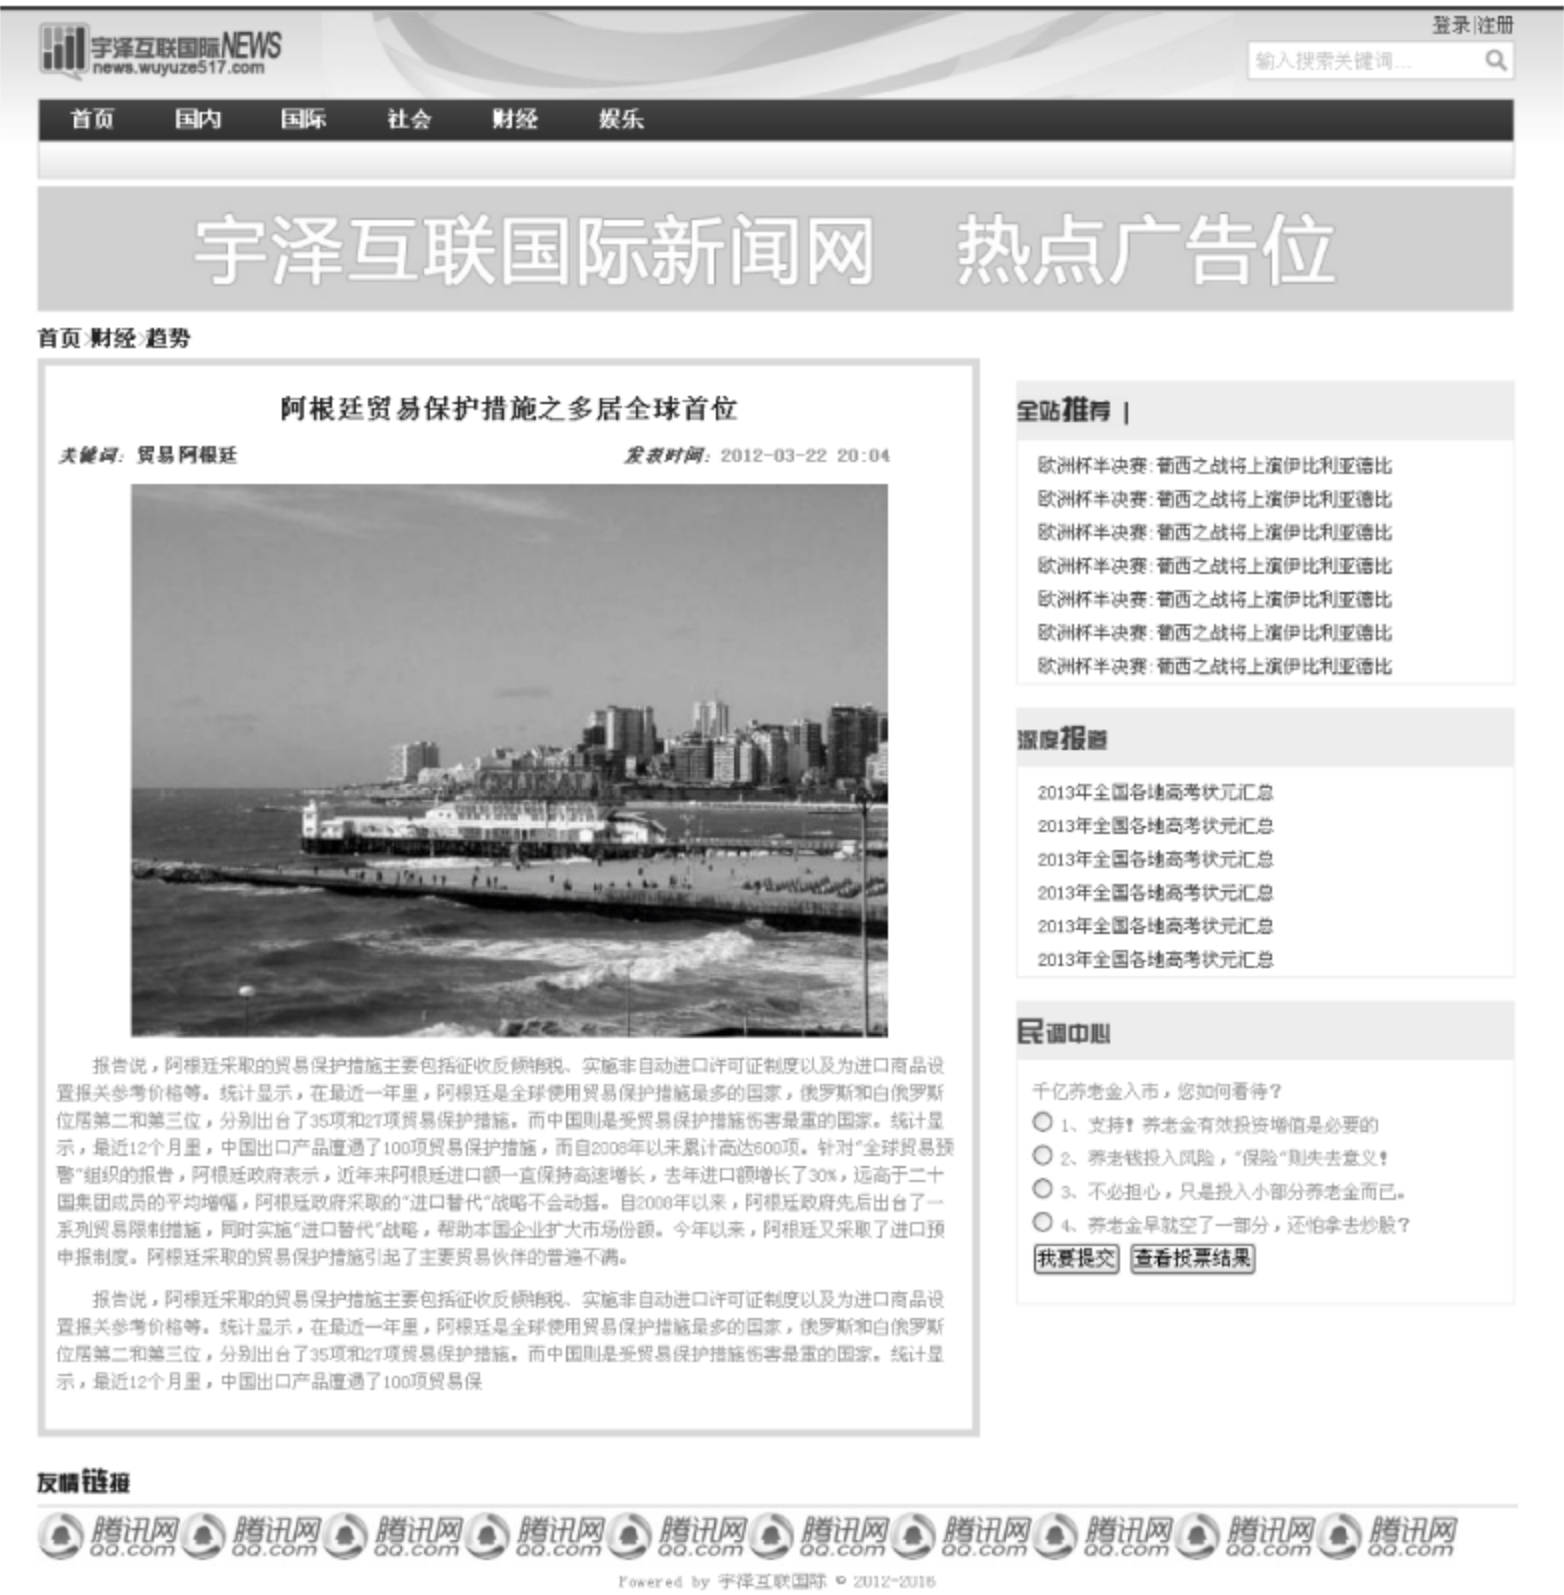 登录|注册
宇泽互联国际NEWS
news.wuyuze517.com
输入搜索关键词...
首页 国内 国际 社会 财经 娱乐
宇泽互联国际新闻网 热点广告位
首页>财经>趋势
阿根廷贸易保护措施之多居全球首位
关键词：贸易 阿根廷 发表时间：2012-03-22 20:04
报告说，阿根廷采取的贸易保护措施主要包括征收反倾销税、实施非自动进口许可证制度以及为进口商品设
置报关参考价格等。统计显示，在最近一年里，阿根廷是全球使用贸易保护措施最多的国家，俄罗斯和白俄罗斯
位居第二和第三位，分别出台了35项和27项贸易保护措施。而中国则是受贸易保护措施伤害最重的国家。统计显
示，最近12个月里，中国出口产品遭遇了100项贸易保护措施，而自2008年以来累计高达600项。针对“全球贸易预
警”组织的报告，阿根廷政府表示，近年来阿根廷进口额一直保持高速增长，去年进口额增长了30%，远高于二十
国集团成员的平均增幅，阿根廷政府采取的“进口替代”战略不会动摇。自2008年以来，阿根廷政府先后出台了一
系列贸易限制措施，同时实施“进口替代”战略，帮助本国企业扩大市场份额。今年以来，阿根廷又采取了进口预
申报制度。阿根廷采取的贸易保护措施引起了主要贸易伙伴的普遍不满。
报告说，阿根廷采取的贸易保护措施主要包括征收反倾销税、实施非自动进口许可证制度以及为进口商品设
置报关参考价格等。统计显示，在最近一年里，阿根廷是全球使用贸易保护措施最多的国家，俄罗斯和白俄罗斯
位居第二和第三位，分别出台了35项和27项贸易保护措施。而中国则是受贸易保护措施伤害最重的国家。统计显
示，最近12个月里，中国出口产品遭遇了100项贸易保
全站推荐 |
欧洲杯半决赛:葡西之战将上演伊比利亚德比
欧洲杯半决赛:葡西之战将上演伊比利亚德比
欧洲杯半决赛:葡西之战将上演伊比利亚德比
欧洲杯半决赛:葡西之战将上演伊比利亚德比
欧洲杯半决赛:葡西之战将上演伊比利亚德比
欧洲杯半决赛:葡西之战将上演伊比利亚德比
欧洲杯半决赛:葡西之战将上演伊比利亚德比
深度报道
2013年全国各地高考状元汇总
2013年全国各地高考状元汇总
2013年全国各地高考状元汇总
2013年全国各地高考状元汇总
2013年全国各地高考状元汇总
2013年全国各地高考状元汇总
民调中心
千亿养老金入市，您如何看待？
1、支持！养老金有效投资增值是必要的
2、养老钱投入风险，“保险”则失去意义！
3、不必担心，只是投入小部分养老金而已。
4、养老金早就空了一部分，还怕拿去炒股？
我要提交 查看投票结果
友情链接
腾讯网 腾讯网 腾讯网 腾讯网 腾讯网 腾讯网 腾讯网 腾讯网 腾讯网 腾讯网
QQ.com QQ.com QQ.com QQ.com QQ.com QQ.com QQ.com QQ.com QQ.com QQ.com
Powered by 宇泽互联国际 © 2012-2016